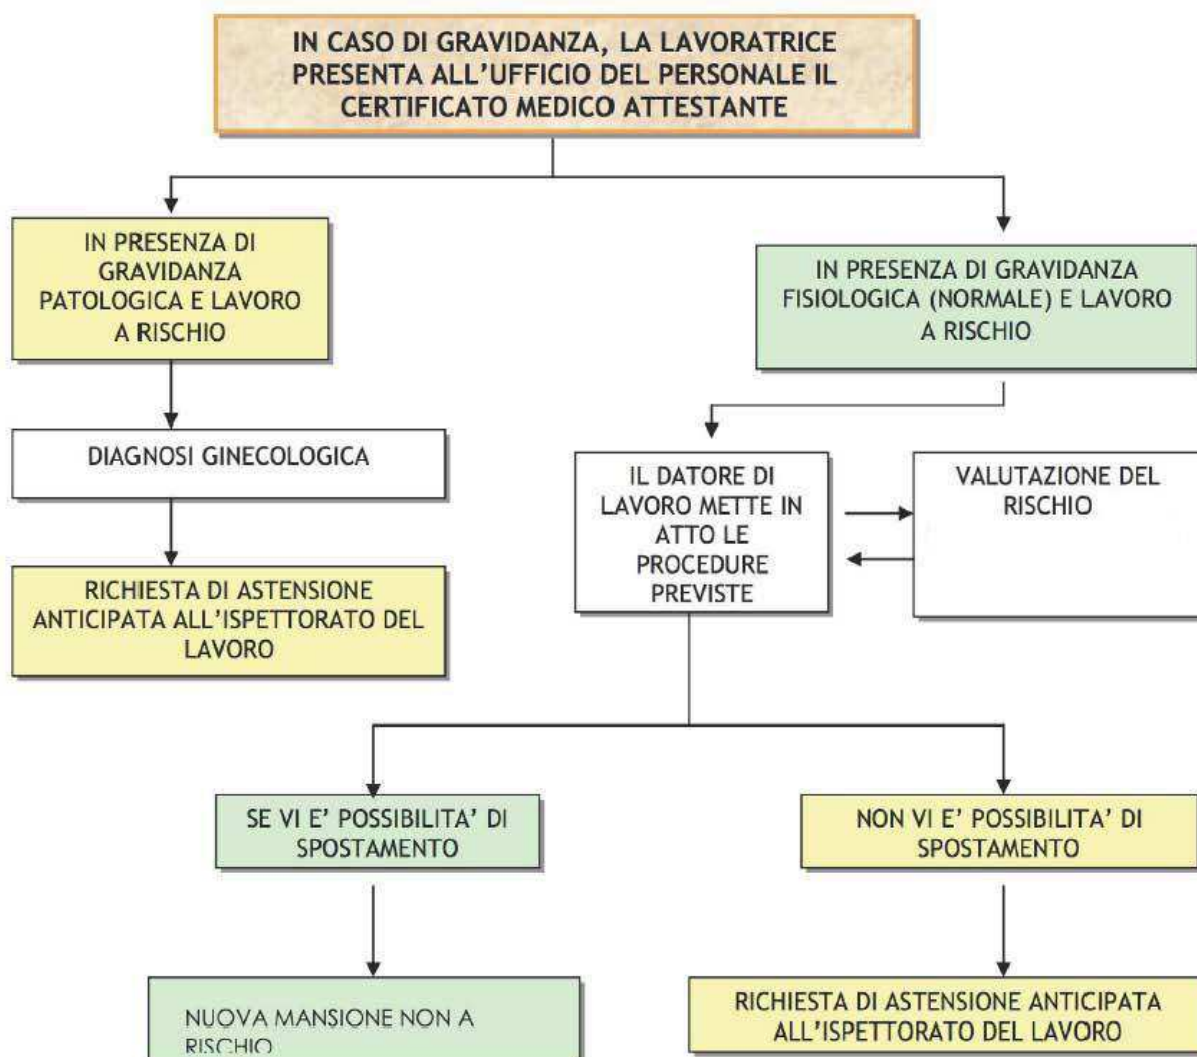 IN CASO DI GRAVIDANZA, LA LAVORATRICE
PRESENTA ALL'UFFICIO DEL PERSONALE IL
CERTIFICATO MEDICO ATTESTANTE
IN PRESENZA DI
GRAVIDANZA
PATOLOGICA E LAVORO
A RISCHIO
IN PRESENZA DI GRAVIDANZA
FISIOLOGICA (NORMALE) E LAVORO
A RISCHIO
DIAGNOSI GINECOLOGICA
RICHIESTA DI ASTENSIONE
ANTICIPATA ALL'ISPETTORATO DEL
LAVORO
IL DATORE DI
LAVORO METTE IN
ATTO LE
PROCEDURE
PREVISTE
VALUTAZIONE DEL
RISCHIO
SE VI E' POSSIBILITA' DI
SPOSTAMENTO
NON VI E' POSSIBILITA' DI
SPOSTAMENTO
NUOVA MANSIONE NON A
RISCHIO
RICHIESTA DI ASTENSIONE ANTICIPATA
ALL'ISPETTORATO DEL LAVORO